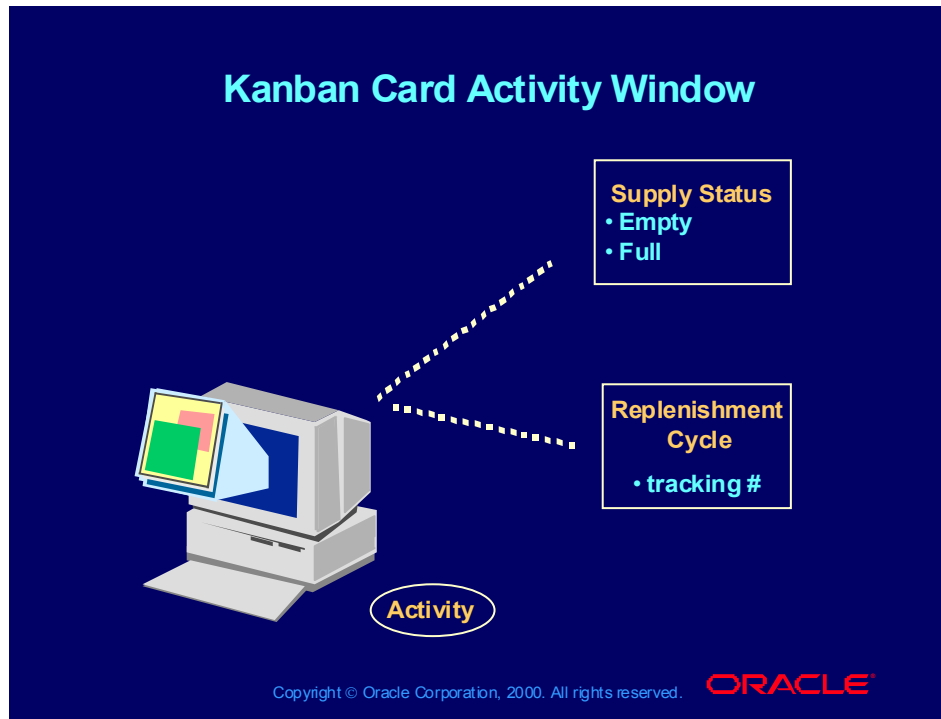 Kanban Card Activity Window
Supply Status
• Empty
• Full
Replenishment
Cycle
• tracking #
Activity
Copyright © Oracle Corporation, 2000. All rights reserved.
ORACLE®